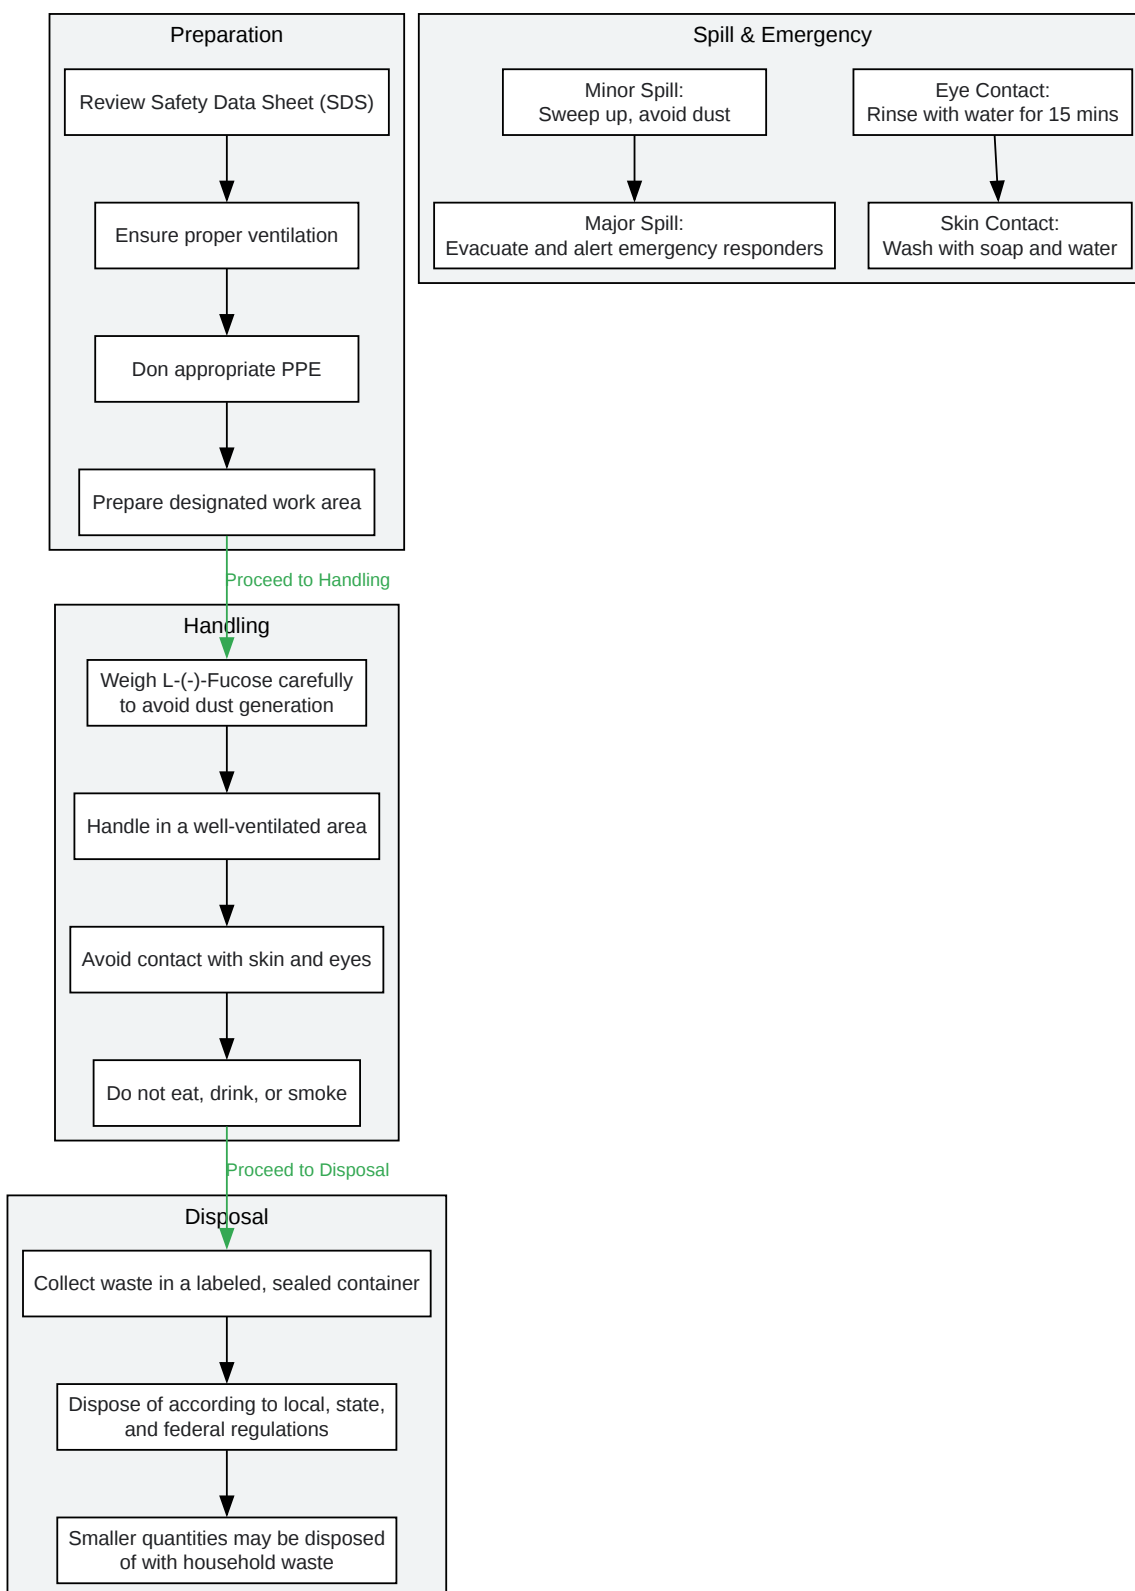 Preparation
Review Safety Data Sheet (SDS)
Ensure proper ventilation
Don appropriate PPE
Prepare designated work area
Proceed to Handling
Handling
Weigh L-(-)-Fucose carefully
to avoid dust generation
Handle in a well-ventilated area
Avoid contact with skin and eyes
Do not eat, drink, or smoke
Proceed to Disposal
Disposal
Collect waste in a labeled, sealed container
Dispose of according to local, state,
and federal regulations
Smaller quantities may be disposed
of with household waste
Spill & Emergency
Minor Spill:
Sweep up, avoid dust
Major Spill:
Evacuate and alert emergency responders
Eye Contact:
Rinse with water for 15 mins
Skin Contact:
Wash with soap and water